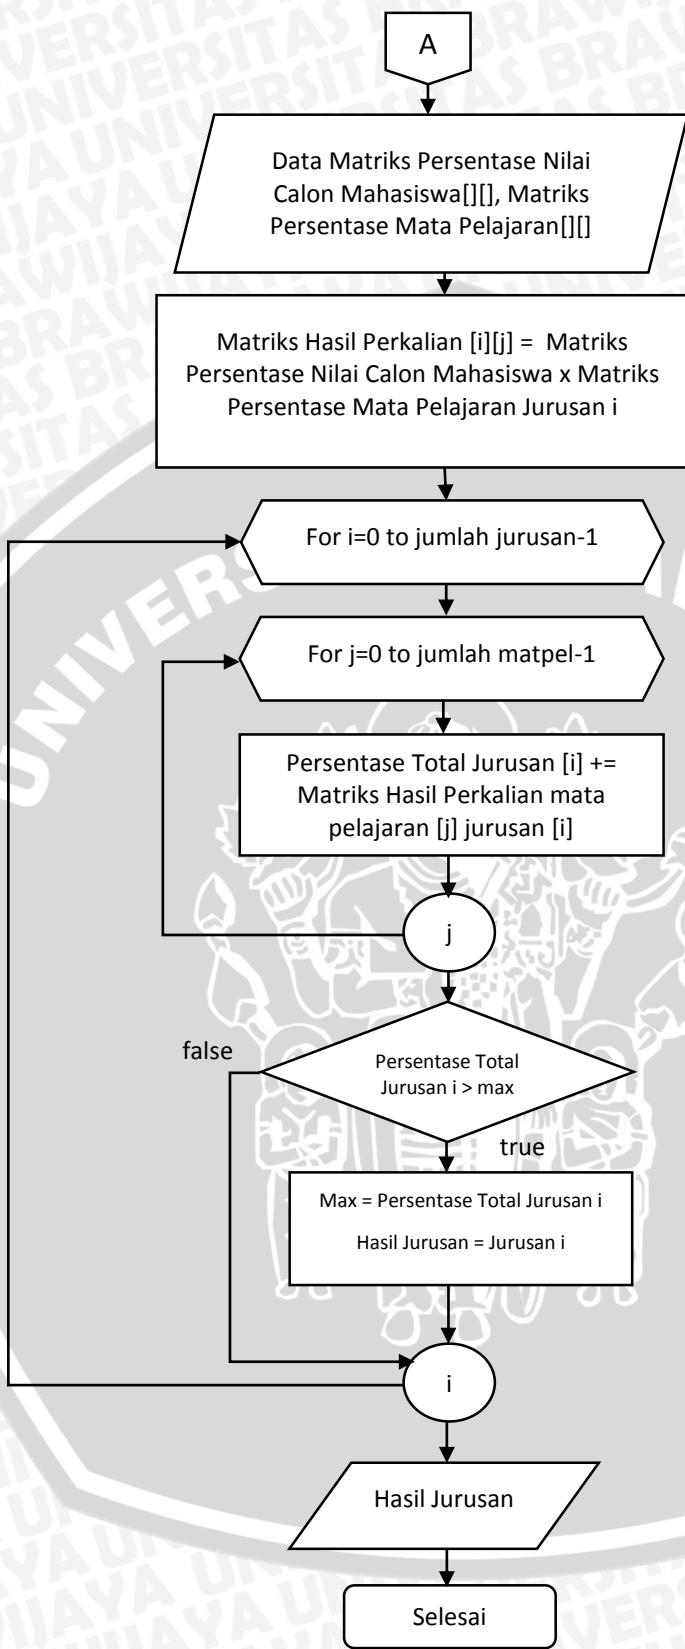 A
Data Matriks Persentase Nilai
Calon Mahasiswa[][], Matriks
Persentase Mata Pelajaran[][]
Matriks Hasil Perkalian [i][j] =  Matriks
Persentase Nilai Calon Mahasiswa x Matriks
Persentase Mata Pelajaran Jurusan i
For i=0 to jumlah jurusan-1
For j=0 to jumlah matpel-1
Persentase Total Jurusan [i] +=
Matriks Hasil Perkalian mata
pelajaran [j] jurusan [i]
j
false
Persentase Total
Jurusan i > max
true
Max = Persentase Total Jurusan i
Hasil Jurusan = Jurusan i
i
Hasil Jurusan
Selesai